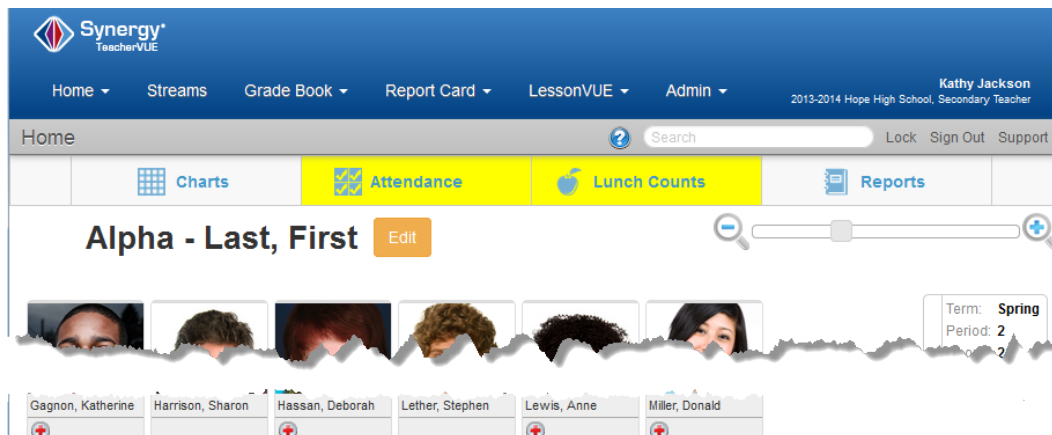 Synergy
TeacherVUE
Home Streams Grade Book Report Card LessonVUE Admin
Kathy Jackson
2013-2014 Hope High School, Secondary Teacher
Home Search Lock Sign Out Support
Charts Attendance Lunch Counts Reports
Alpha - Last, First Edit
Term: Spring
Period: 2
2
Gagnon, Katherine Harrison, Sharon Hassan, Deborah Lether, Stephen Lewis, Anne Miller, Donald